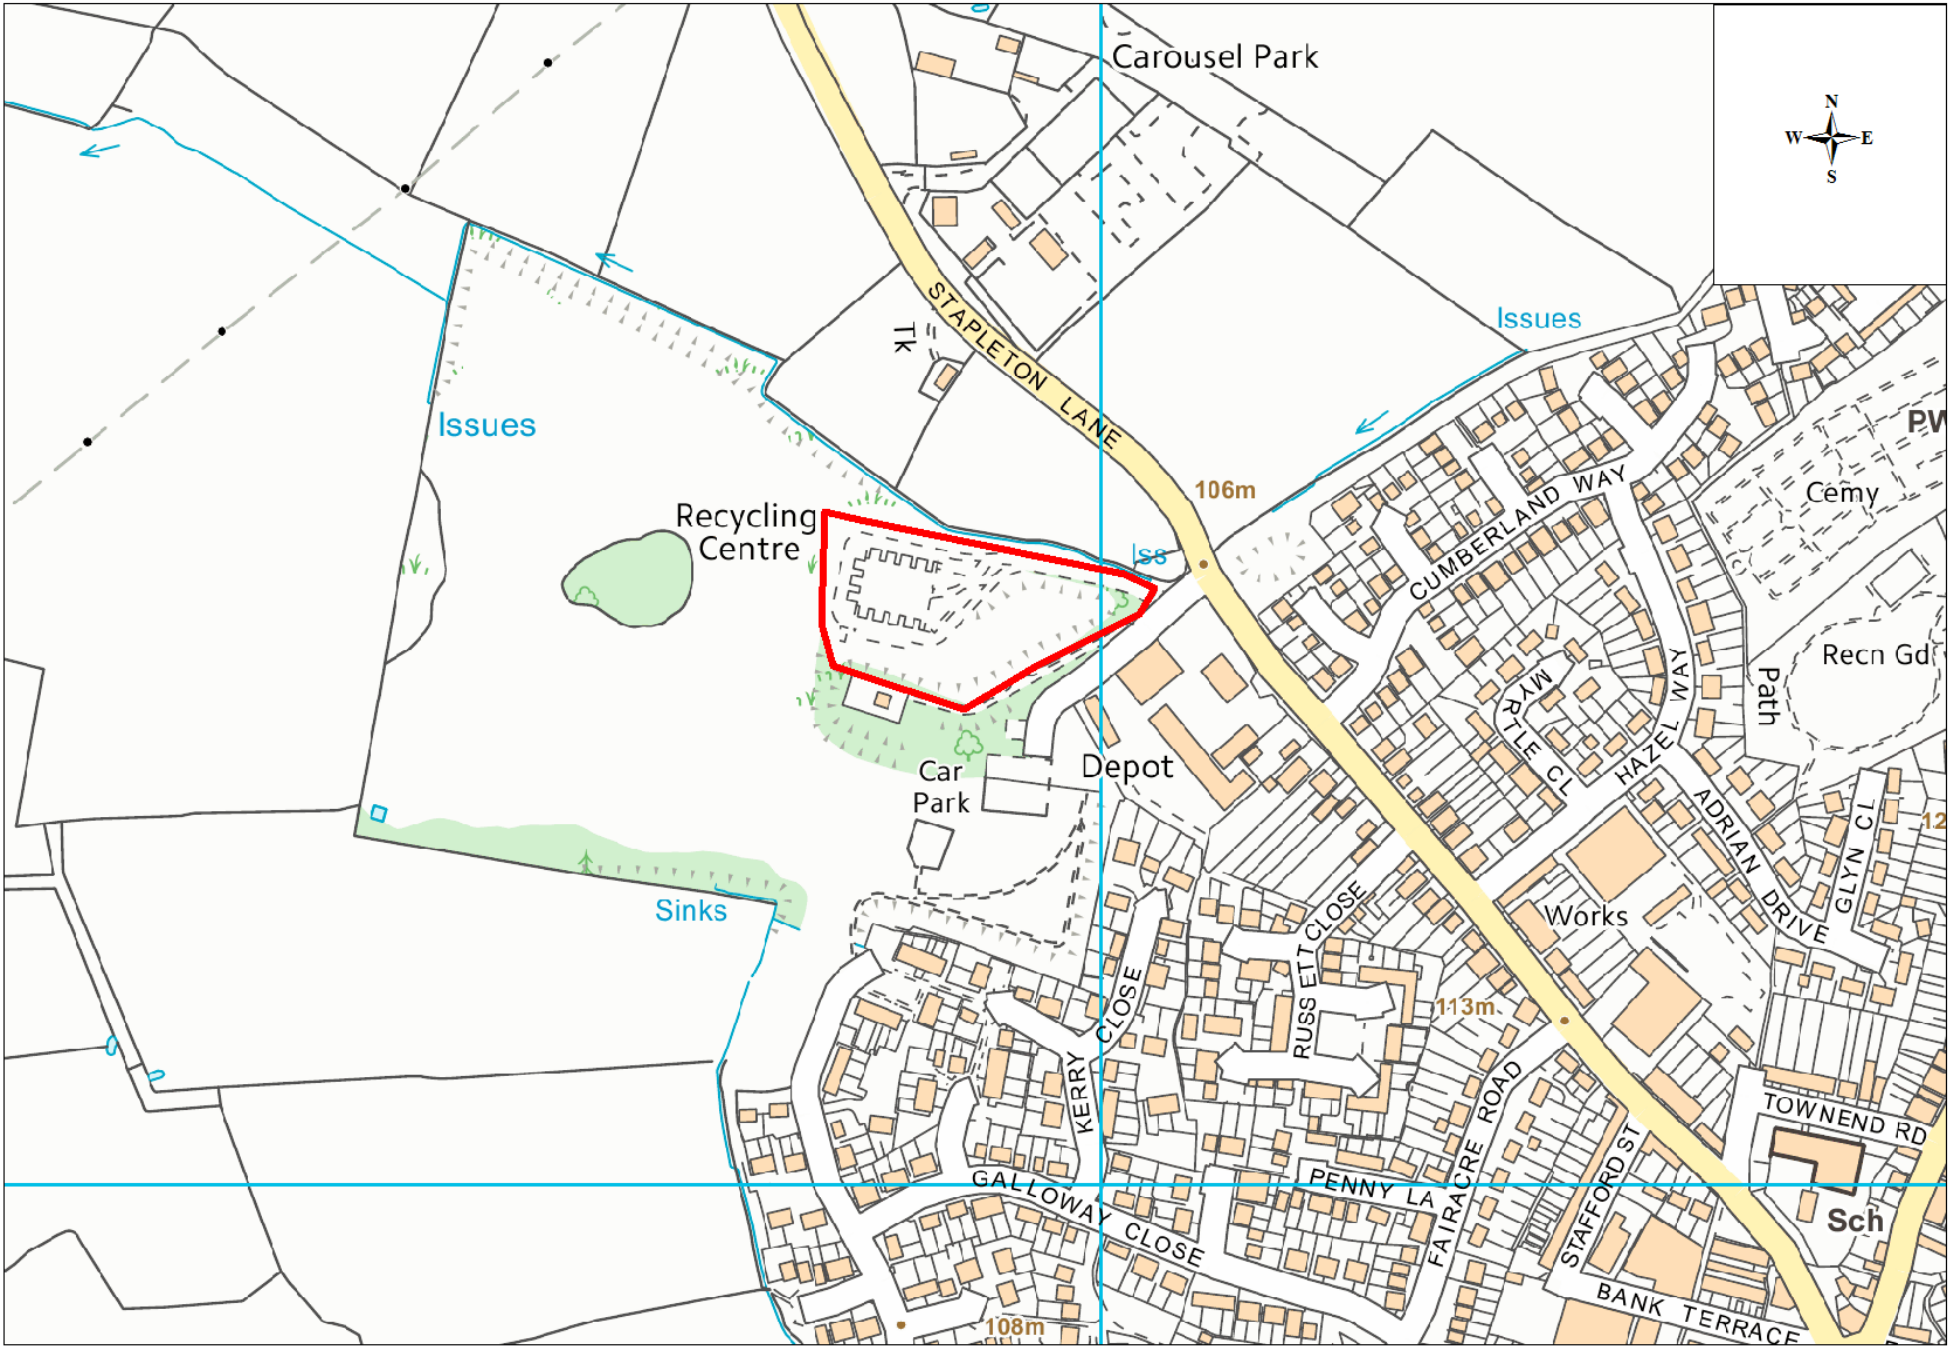 Carousel Park
N
W E
S
STAPLETON LANE
Tk
Issues
Issues
PW
106m
Cemy
Recycling
Centre
CUMBERLAND WAY
Iss
Recn Gd
Path
MYRTLE CL
HAZEL WAY
Depot
Car
Park
ADRIAN DRIVE
GLYN CL
12
Sinks
Works
RUSSETT CLOSE
KERRY CLOSE
113m
FAIRACRE ROAD
TOWNEND RD
STAFFORD ST
PENNY LA
GALLOWAY CLOSE
Sch
BANK TERRACE
108m